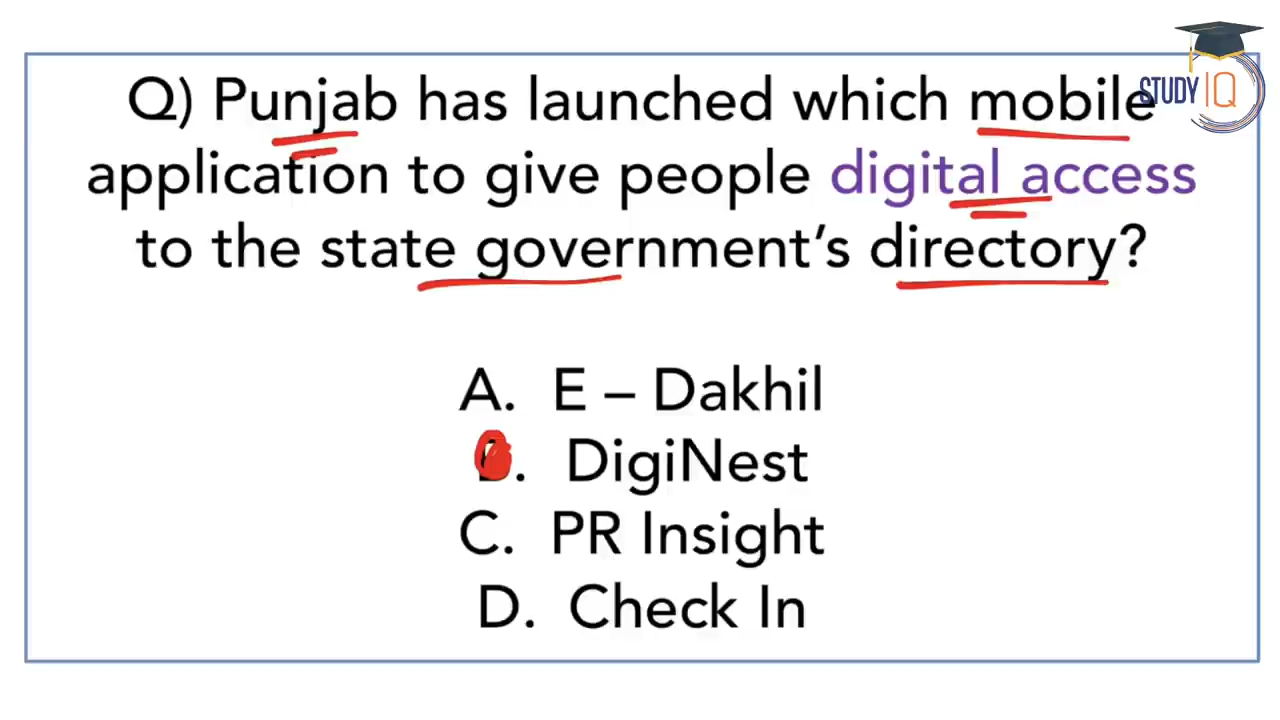 STUDY IQ
Q) Punjab has launched which mobile
application to give people digital access
to the state government’s directory?
A. E – Dakhil
B. DigiNest
C. PR Insight
D. Check In